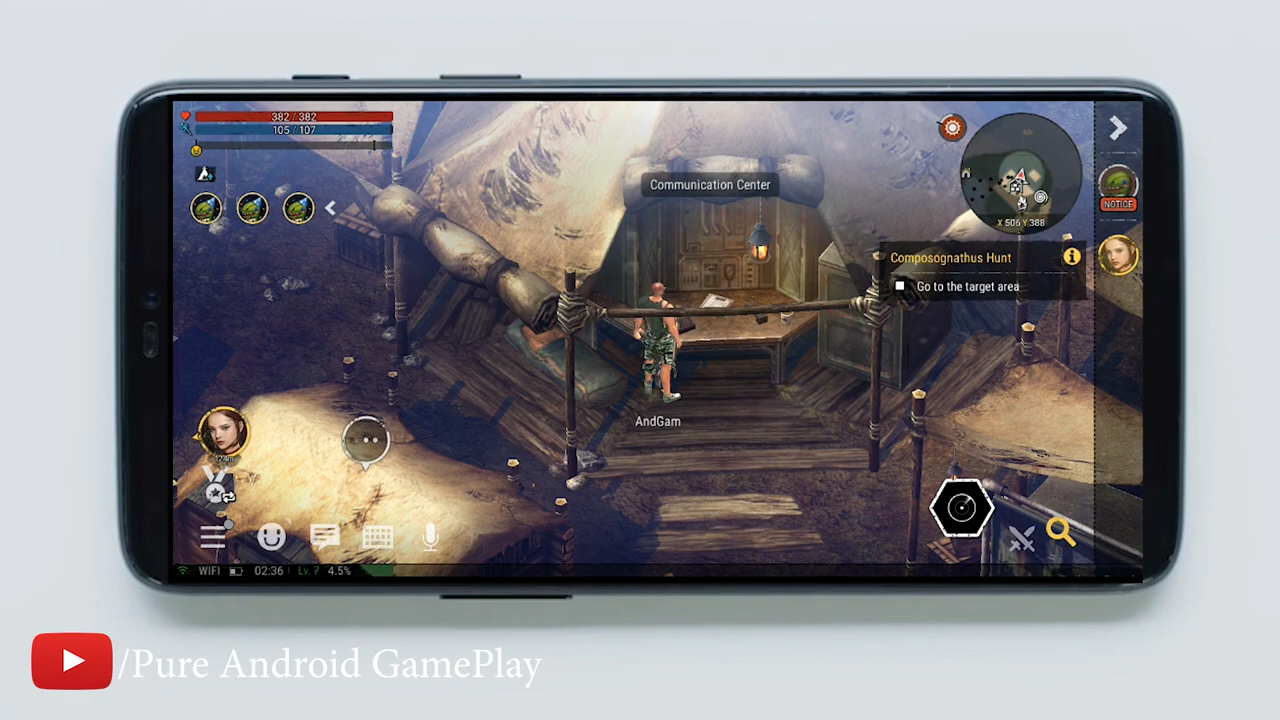 382 / 382
105 / 107
Communication Center
X 506 Y 388
NOTICE
Composognathus Hunt
Go to the target area
AndGam
124m
WIFI 02:36 Lv. 7 4.5%
/Pure Android GamePlay